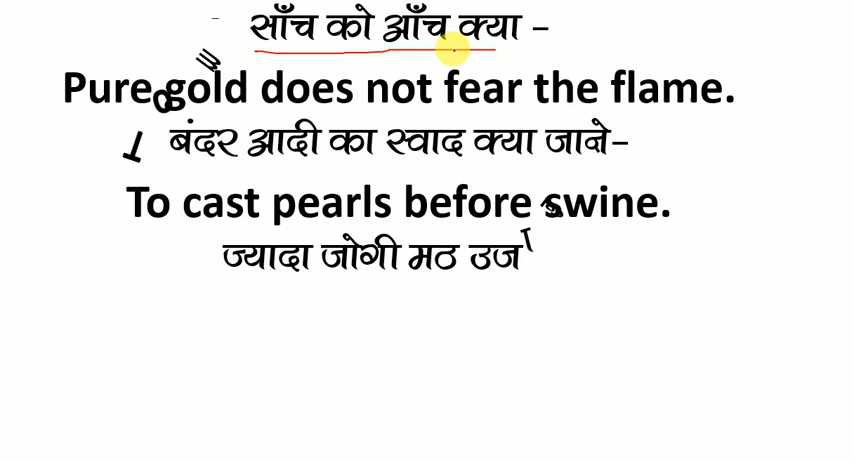 साँच को आँच क्या –
Pure gold does not fear the flame.
बंदर आदी का स्वाद क्या जाने–
To cast pearls before swine.
ज्यादा जोगी मठ उज